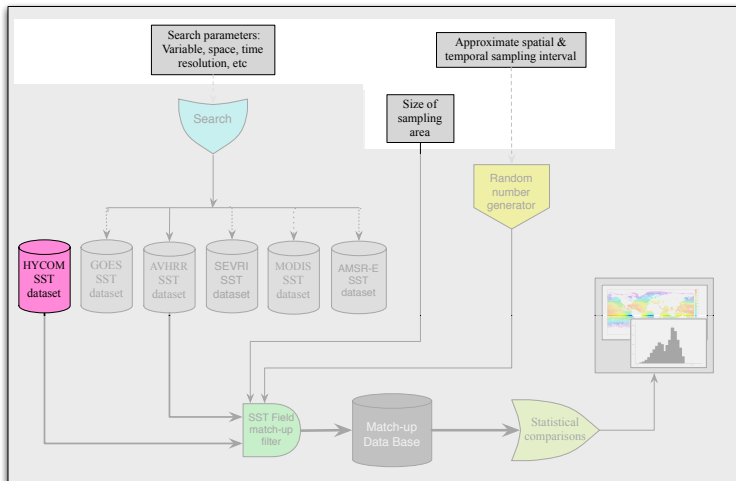 Search parameters:
Variable, space, time
resolution, etc
Approximate spatial &
temporal sampling interval
Size of
sampling
area
Search
Random
number
generator
HYCOM
SST
dataset
GOES
SST
dataset
AVHRR
SST
dataset
SEVRI
SST
dataset
MODIS
SST
dataset
AMSR-E
SST
dataset
SST Field
match-up
filter
Match-up
Data Base
Statistical
comparisons